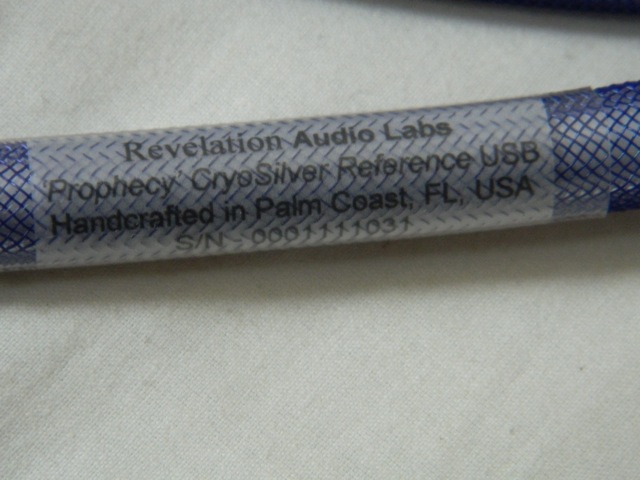 Revelation Audio Labs
'Prophecy' CryoSilver Reference USB
Handcrafted in Palm Coast, FL, USA
S/N - 0001111031